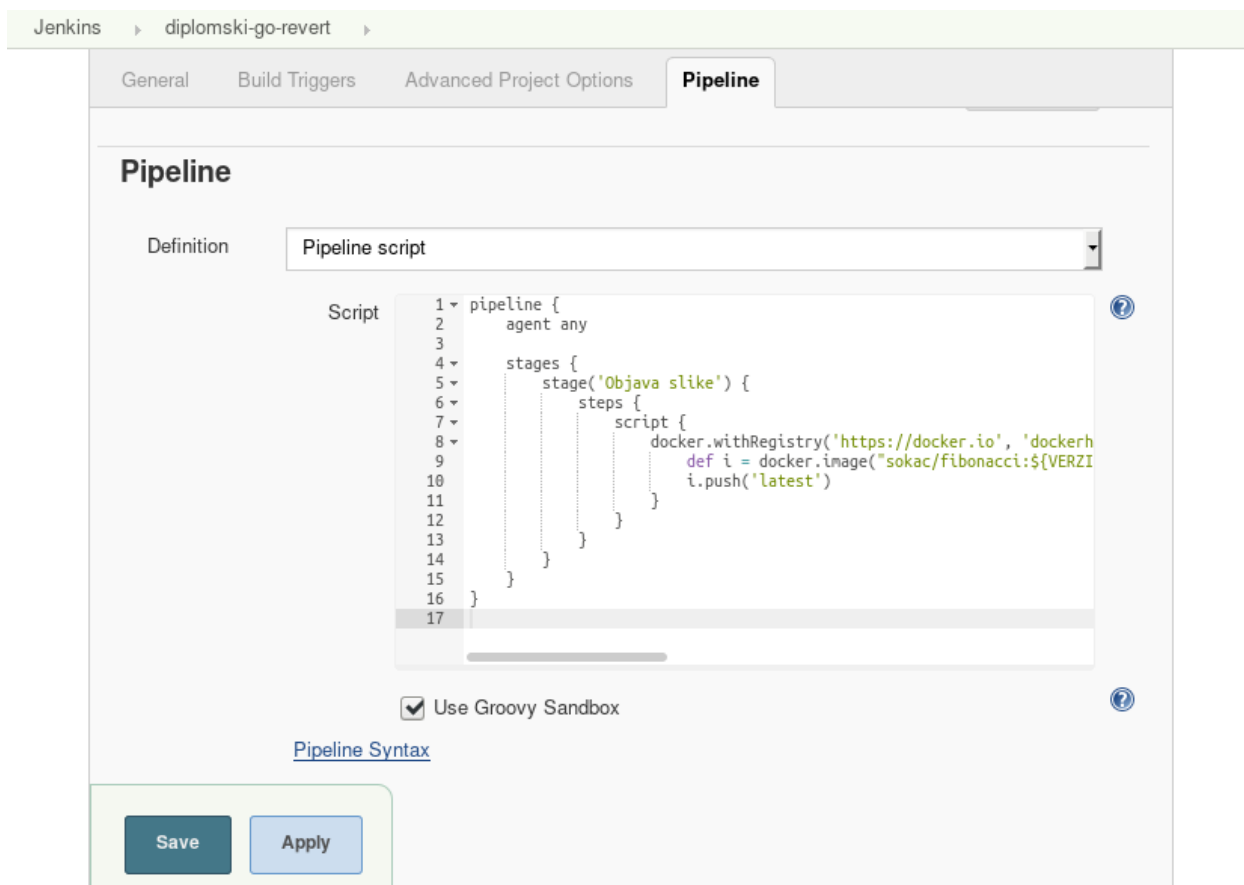 Jenkins diplomski-go-revert
General Build Triggers Advanced Project Options Pipeline
Pipeline
Definition Pipeline script
Script
1 pipeline {
2 agent any
3
4 stages {
5 stage('Objava slike') {
6 steps {
7 script {
8 docker.withRegistry('https://docker.io', 'dockerh
9 def i = docker.image("sokac/fibonacci:${VERZI
10 i.push('latest')
11 }
12 }
13 }
14 }
15 }
16 }
17
Use Groovy Sandbox
Pipeline Syntax
Save Apply